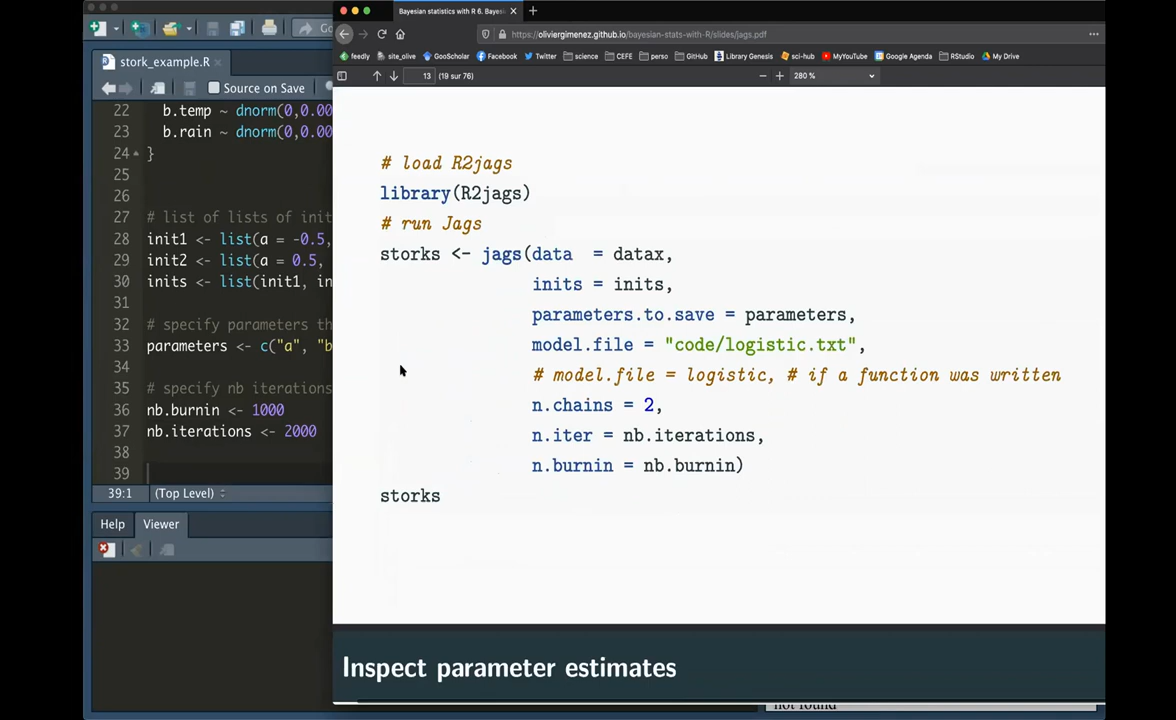 Bayesian statistics with R 6. Bayesi
Go
https://oliviergimenez.github.io/bayesian-stats-with-R/slides/jags.pdf
feedly site_olive GooScholar Facebook Twitter science CEFE perso GitHub Library Genesis sci-hub MyYouTube Google Agenda RStudio My Drive
13 (19 sur 76) 280 %
stork_example.R
Source on Save
22 b.temp ~ dnorm(0,0.00
23 b.rain ~ dnorm(0,0.00
24 }
25
26
27 # list of lists of init
28 init1 <- list(a = -0.5,
29 init2 <- list(a = 0.5,
30 inits <- list(init1, in
31
32 # specify parameters th
33 parameters <- c("a", "b
34
35 # specify nb iterations
36 nb.burnin <- 1000
37 nb.iterations <- 2000
38
39
39:1 (Top Level)
Help Viewer
# load R2jags
library(R2jags)
# run Jags
storks <- jags(data = datax,
inits = inits,
parameters.to.save = parameters,
model.file = "code/logistic.txt",
# model.file = logistic, # if a function was written
n.chains = 2,
n.iter = nb.iterations,
n.burnin = nb.burnin)
storks
Inspect parameter estimates
not found